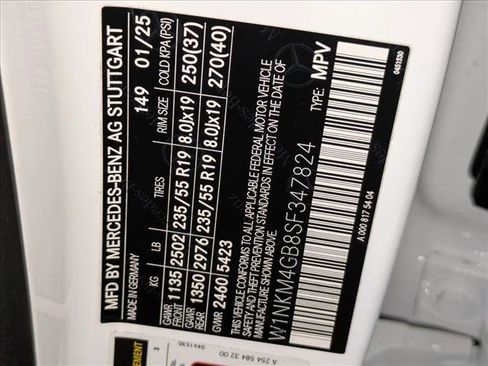 MFD BY MERCEDES-BENZ AG STUTTGART
MADE IN GERMANY 149 01/25
KG LB RIM SIZE COLD KPA (PSI)
GAWR FRONT 1135 2502 235/55 R19 8.0Jx19 250(37)
GAWR REAR 1350 2976 235/55 R19 8.0Jx19 270(40)
GVWR 2460 5423
THIS VEHICLE CONFORMS TO ALL APPLICABLE FEDERAL MOTOR VEHICLE
SAFETY AND THEFT PREVENTION STANDARDS IN EFFECT ON THE DATE OF
MANUFACTURE SHOWN ABOVE.
W1NKM4GB8SF347824 TYPE: MPV
A 000 817 54 04
0451530
A 254 584 32 00
0451530
3